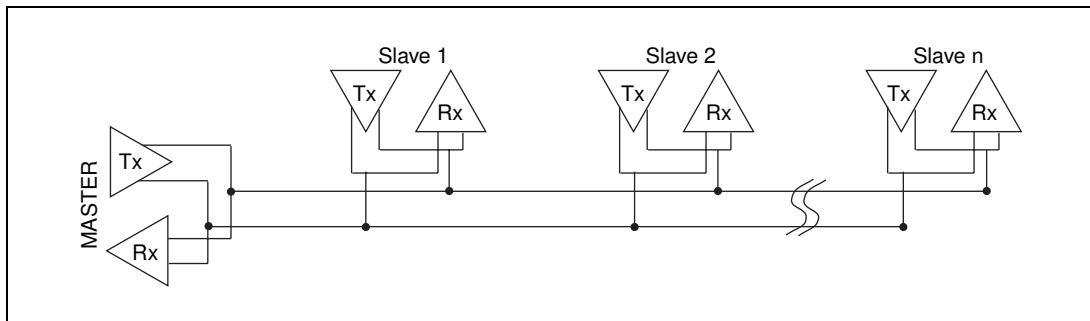 Slave 1
Slave 2
Slave n
Tx
Rx
Tx
Rx
Tx
Rx
MASTER
Tx
Rx